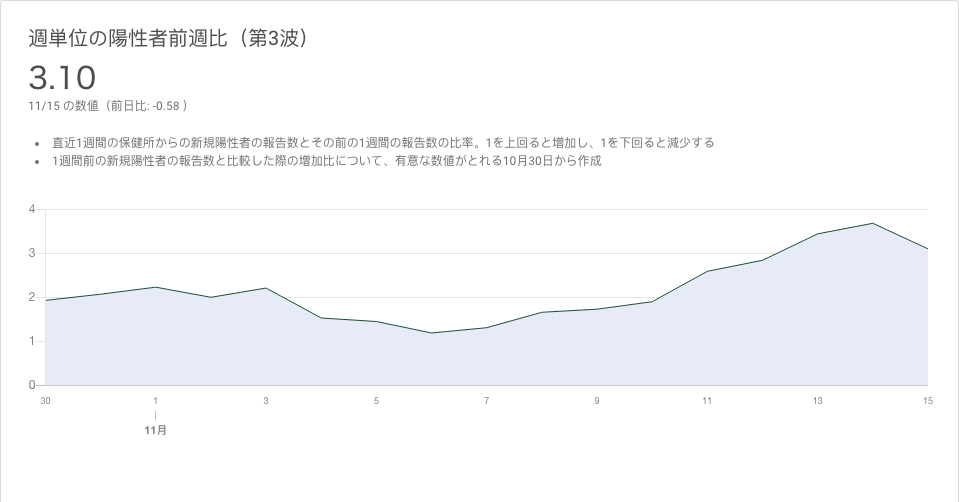 週単位の陽性者前週比（第3波）
3.10
11/15 の数値（前日比: -0.58 ）
• 直近1週間の保健所からの新規陽性者の報告数とその前の1週間の報告数の比率。1を上回ると増加し、1を下回ると減少する
• 1週間前の新規陽性者の報告数と比較した際の増加比について、有意な数値がとれる10月30日から作成
4
3
2
1
0
30 1 3 5 7 9 11 13 15
11月